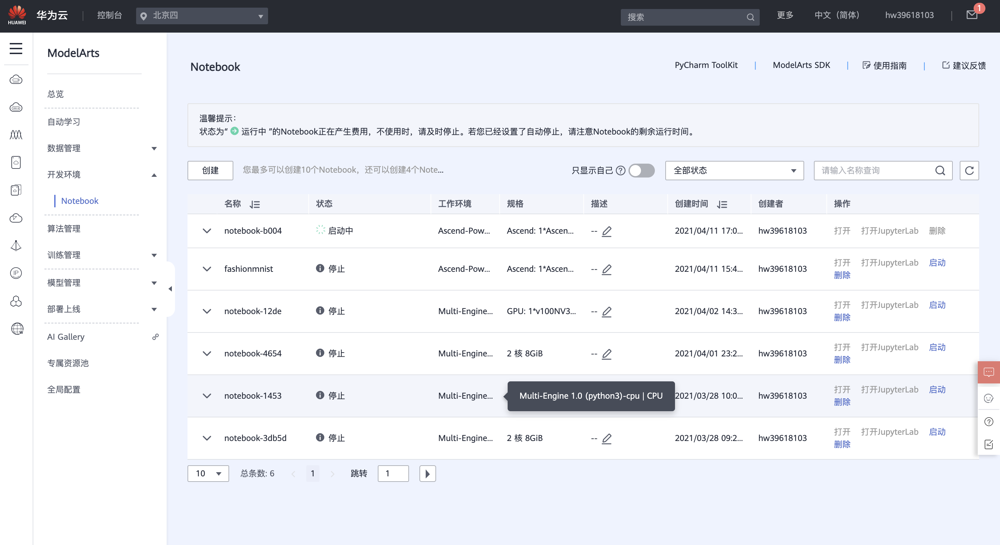 HUAWEI
华为云
控制台
北京四
搜索
更多
中文（简体）
hw39618103
1
ModelArts
总览
自动学习
数据管理
开发环境
Notebook
算法管理
训练管理
模型管理
部署上线
AI Gallery
专属资源池
全局配置
IP
W
Notebook
PyCharm ToolKit
ModelArts SDK
使用指南
建议反馈
温馨提示：
状态为“ 运行中 ”的Notebook正在产生费用，不使用时，请及时停止。若您已经设置了自动停止，请注意Notebook的剩余运行时间。
创建
您最多可以创建10个Notebook，还可以创建4个Note...
只显示自己
全部状态
请输入名称查询
名称 状态 工作环境 规格 描述 创建时间 创建者 操作
notebook-b004 启动中 Ascend-Pow... Ascend: 1*Ascen... -- 2021/04/11 17:0... hw39618103 打开 打开JupyterLab 删除
fashionmnist 停止 Ascend-Pow... Ascend: 1*Ascen... -- 2021/04/11 15:4... hw39618103 打开 打开JupyterLab 启动
删除
notebook-12de 停止 Multi-Engine... GPU: 1*v100NV3... -- 2021/04/02 14:3... hw39618103 打开 打开JupyterLab 启动
删除
notebook-4654 停止 Multi-Engine... 2 核 8GiB -- 2021/04/01 23:2... hw39618103 打开 打开JupyterLab 启动
删除
notebook-1453 停止 Multi-Engine... Multi-Engine 1.0 (python3)-cpu | CPU 2021/03/28 10:0... hw39618103 打开 打开JupyterLab 启动
删除
notebook-3db5d 停止 Multi-Engine... 2 核 8GiB -- 2021/03/28 09:2... hw39618103 打开 打开JupyterLab 启动
删除
10 总条数: 6 < 1 > 跳转 1